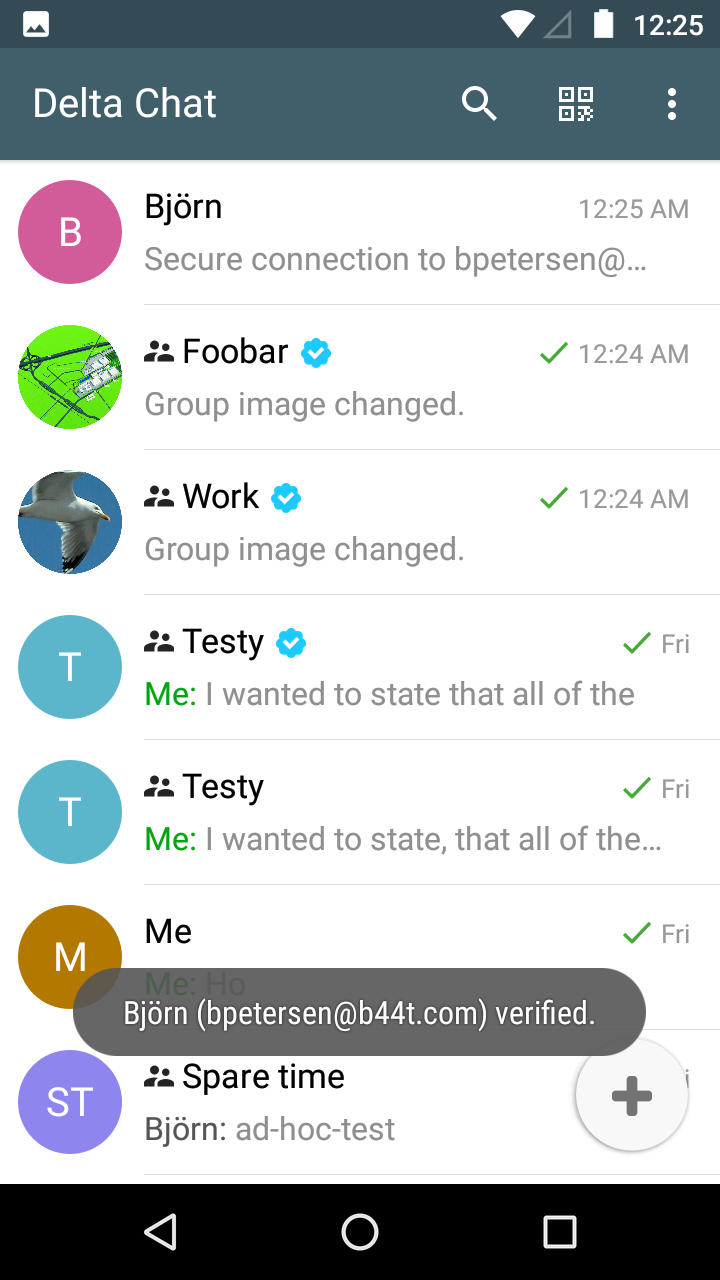 12:25
Delta Chat
B
Björn
12:25 AM
Secure connection to bpetersen@…
Foobar
12:24 AM
Group image changed.
Work
12:24 AM
Group image changed.
T
Testy
Fri
Me: I wanted to state that all of the
T
Testy
Fri
Me: I wanted to state, that all of the…
M
Me
Fri
Me: Ho
Björn (bpetersen@b44t.com) verified.
ST
Spare time
Björn: ad-hoc-test